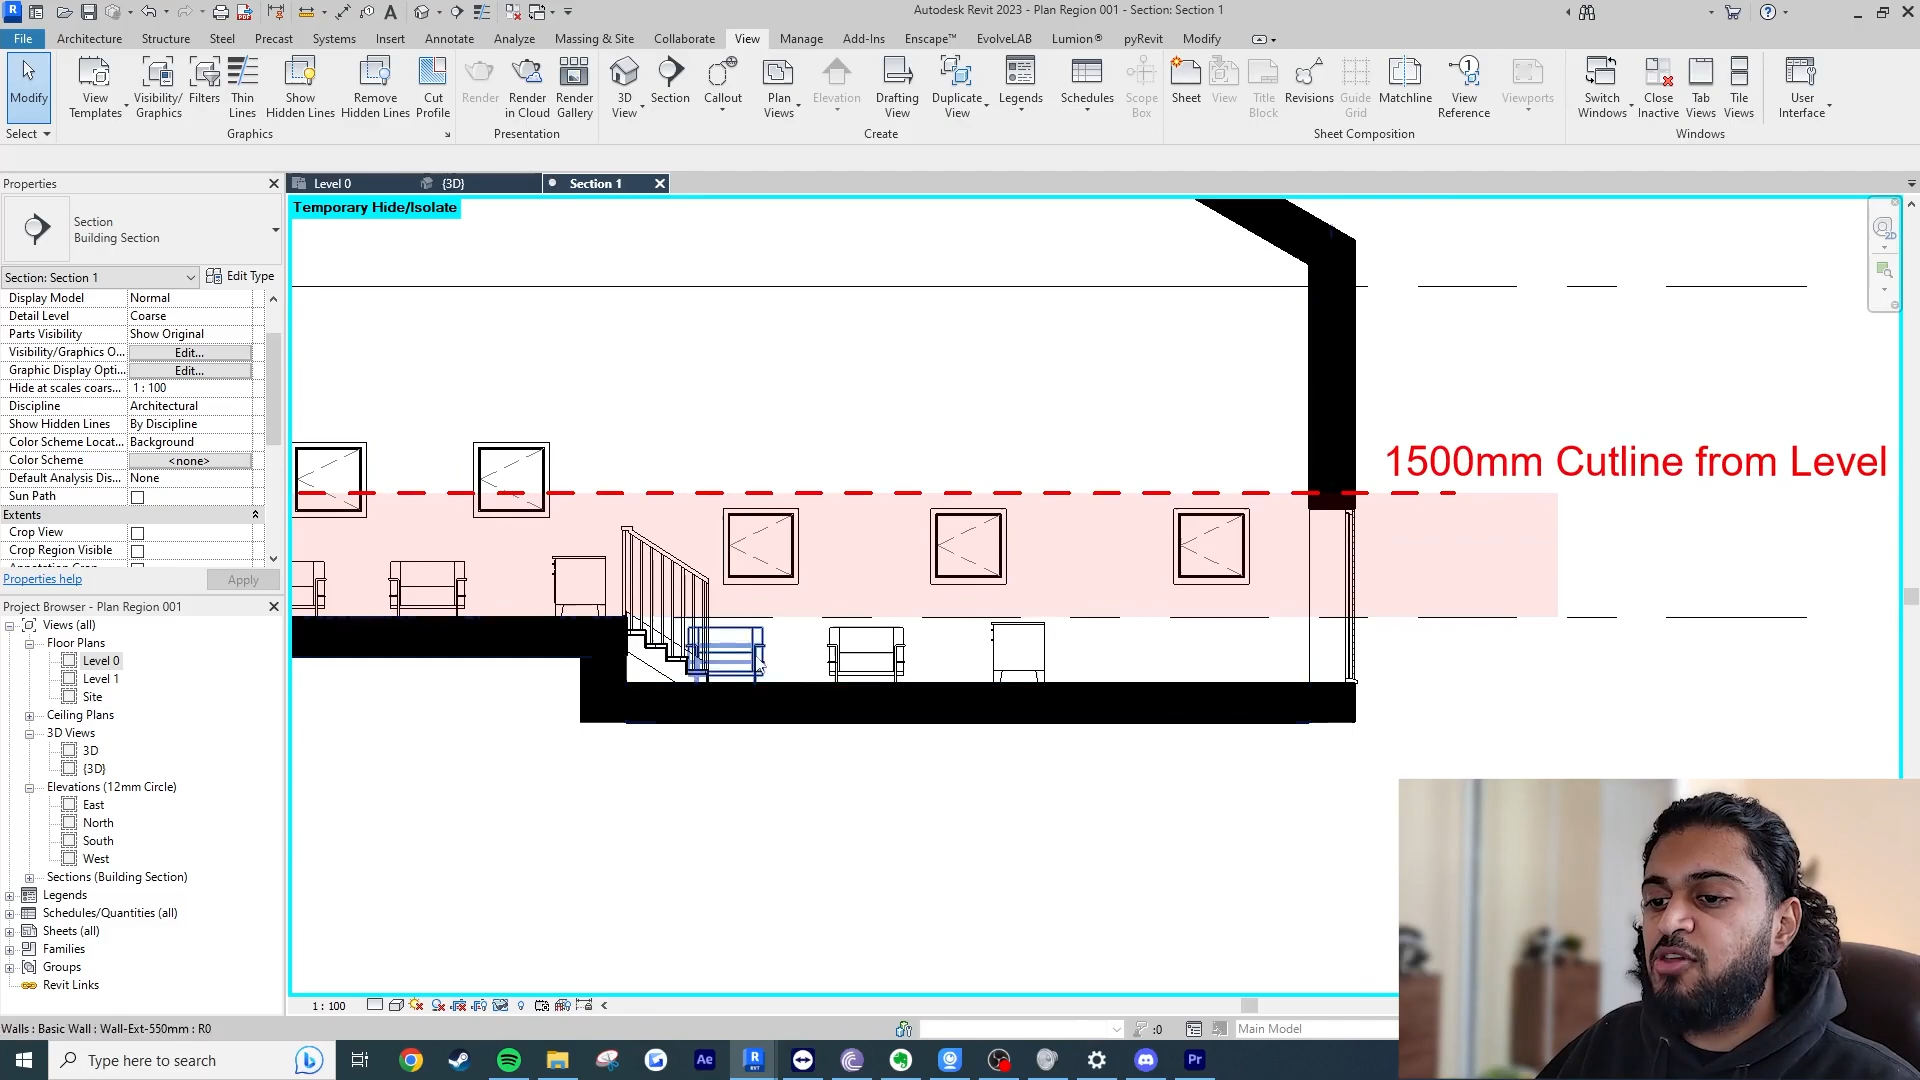 Autodesk Revit 2023 - Plan Region 001 - Section: Section 1
File Architecture Structure Steel Precast Systems Insert Annotate Analyze Massing & Site Collaborate View Manage Add-Ins Enscape™ EvolveLAB Lumion® pyRevit Modify
Modify
View Templates
Visibility/ Graphics
Filters
Thin Lines
Show Hidden Lines
Remove Hidden Lines
Cut Profile
Render
Render in Cloud
Render Gallery
3D View
Section
Callout
Plan Views
Elevation
Drafting View
Duplicate View
Legends
Schedules
Scope Box
Sheet
View
Title Block
Revisions
Guide Grid
Matchline
View Reference
Viewports
Switch Windows
Close Inactive
Tab Views
Tile Views
User Interface
Select Graphics Presentation Create Sheet Composition Windows
Properties
Level 0 {3D} Section 1
Temporary Hide/Isolate
Section
Building Section
Section: Section 1 Edit Type
Display Model Normal
Detail Level Coarse
Parts Visibility Show Original
Visibility/Graphics O... Edit...
Graphic Display Opti... Edit...
Hide at scales coars... 1 : 100
Discipline Architectural
Show Hidden Lines By Discipline
Color Scheme Locat... Background
Color Scheme <none>
Default Analysis Dis... None
Sun Path
Extents
Crop View
Crop Region Visible
Properties help Apply
1500mm Cutline from Level
Project Browser - Plan Region 001
Views (all)
Floor Plans
Level 0
Level 1
Site
Ceiling Plans
3D Views
3D
{3D}
Elevations (12mm Circle)
East
North
South
West
Sections (Building Section)
Legends
Schedules/Quantities (all)
Sheets (all)
Families
Groups
Revit Links
1 : 100
Walls : Basic Wall : Wall-Ext-550mm : R0
:0
Main Model
Type here to search
Ae
R
RVT
Pr